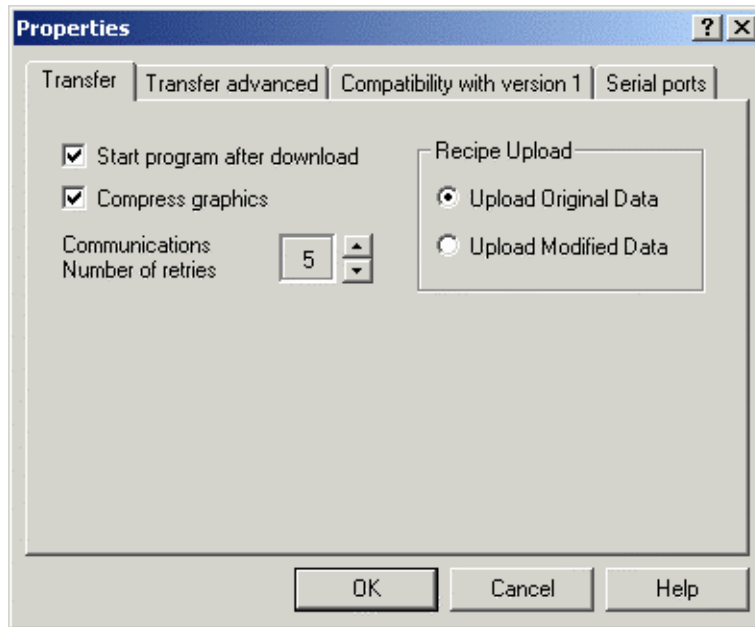 Properties
Transfer Transfer advanced Compatibility with version 1 Serial ports
Start program after download
Compress graphics
Communications
Number of retries
5
Recipe Upload
Upload Original Data
Upload Modified Data
OK Cancel Help